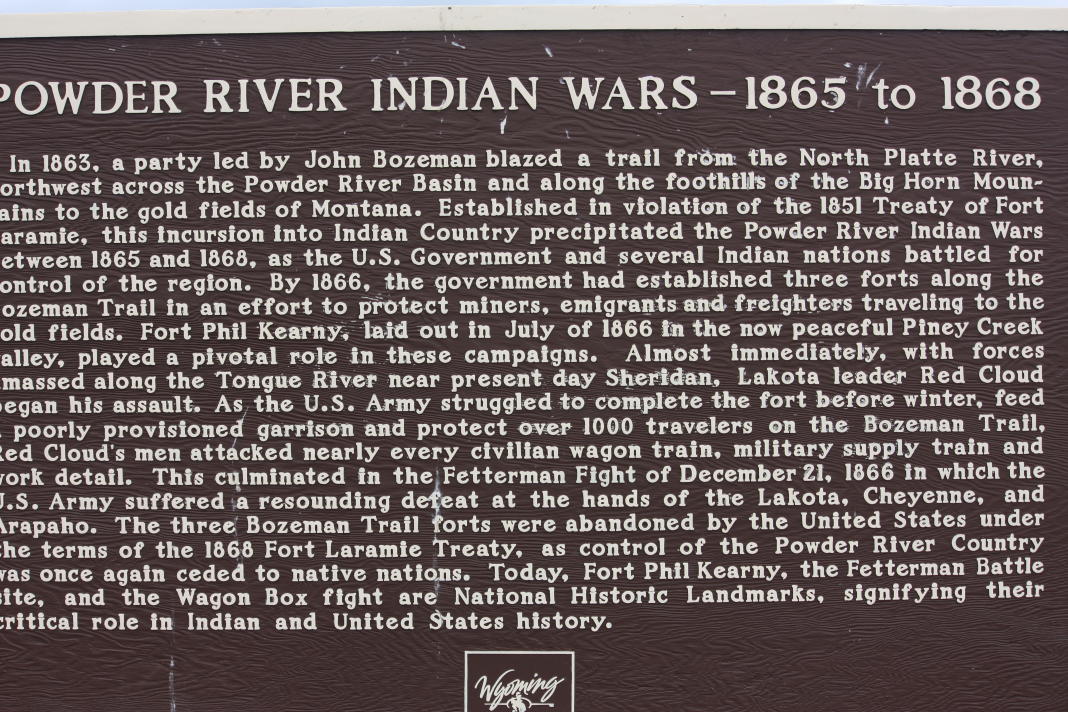 POWDER RIVER INDIAN WARS – 1865 to 1868
In 1863, a party led by John Bozeman blazed a trail from the North Platte River,
orthwest across the Powder River Basin and along the foothills of the Big Horn Moun-
ains to the gold fields of Montana. Established in violation of the 1851 Treaty of Fort
aramie, this incursion into Indian Country precipitated the Powder River Indian Wars
etween 1865 and 1868, as the U.S. Government and several Indian nations battled for
ontrol of the region. By 1866, the government had established three forts along the
ozeman Trail in an effort to protect miners, emigrants and freighters traveling to the
old fields. Fort Phil Kearny, laid out in July of 1866 in the now peaceful Piney Creek
alley, played a pivotal role in these campaigns. Almost immediately, with forces
massed along the Tongue River near present day Sheridan, Lakota leader Red Cloud
egan his assault. As the U.S. Army struggled to complete the fort before winter, feed
poorly provisioned garrison and protect over 1000 travelers on the Bozeman Trail,
Red Cloud's men attacked nearly every civilian wagon train, military supply train and
work detail. This culminated in the Fetterman Fight of December 21, 1866 in which the
U.S. Army suffered a resounding defeat at the hands of the Lakota, Cheyenne, and
Arapaho. The three Bozeman Trail forts were abandoned by the United States under
the terms of the 1868 Fort Laramie Treaty, as control of the Powder River Country
was once again ceded to native nations. Today, Fort Phil Kearny, the Fetterman Battle
site, and the Wagon Box fight are National Historic Landmarks, signifying their
critical role in Indian and United States history.
Wyoming